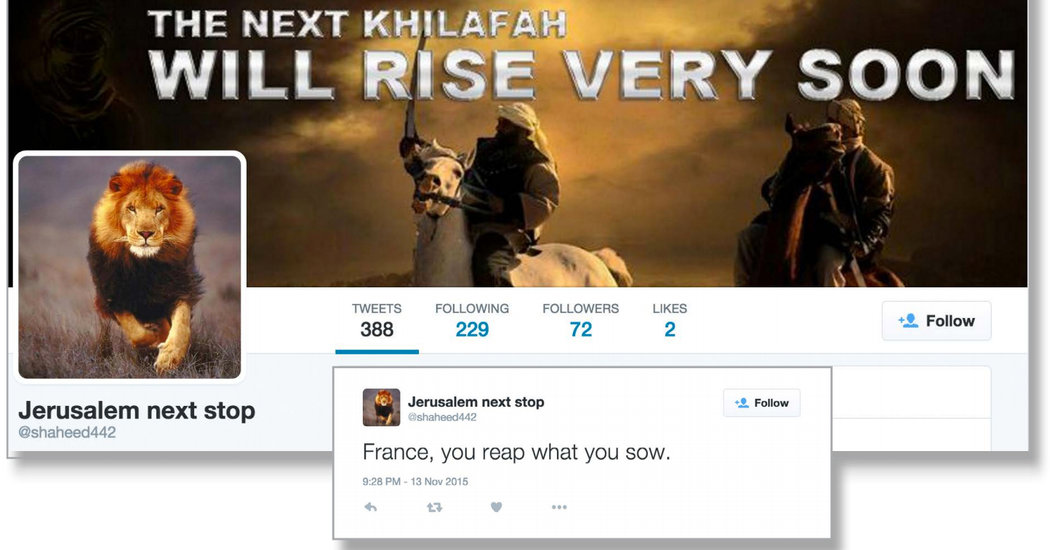 THE NEXT KHILAFAH
WILL RISE VERY SOON
TWEETS FOLLOWING FOLLOWERS LIKES
388 229 72 2
Follow
Jerusalem next stop
@shaheed442
Jerusalem next stop
@shaheed442
Follow
France, you reap what you sow.
9:28 PM - 13 Nov 2015